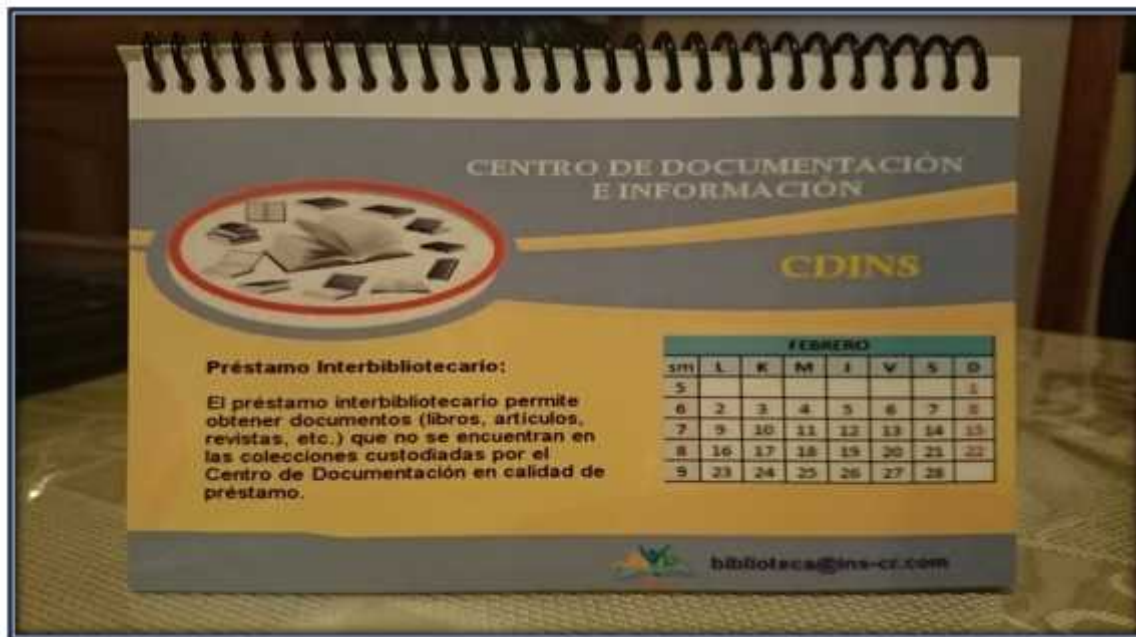 CENTRO DE DOCUMENTACIÓN
E INFORMACIÓN
CDINS
Préstamo Interbibliotecario:
El préstamo interbibliotecario permite
obtener documentos (libros, artículos,
revistas, etc.) que no se encuentran en
las colecciones custodiadas por el
Centro de Documentación en calidad de
préstamo.
FEBRERO
sm L K M J V S D
5 1
6 2 3 4 5 6 7 8
7 9 10 11 12 13 14 15
8 16 17 18 19 20 21 22
9 23 24 25 26 27 28
biblioteca@ins-cr.com